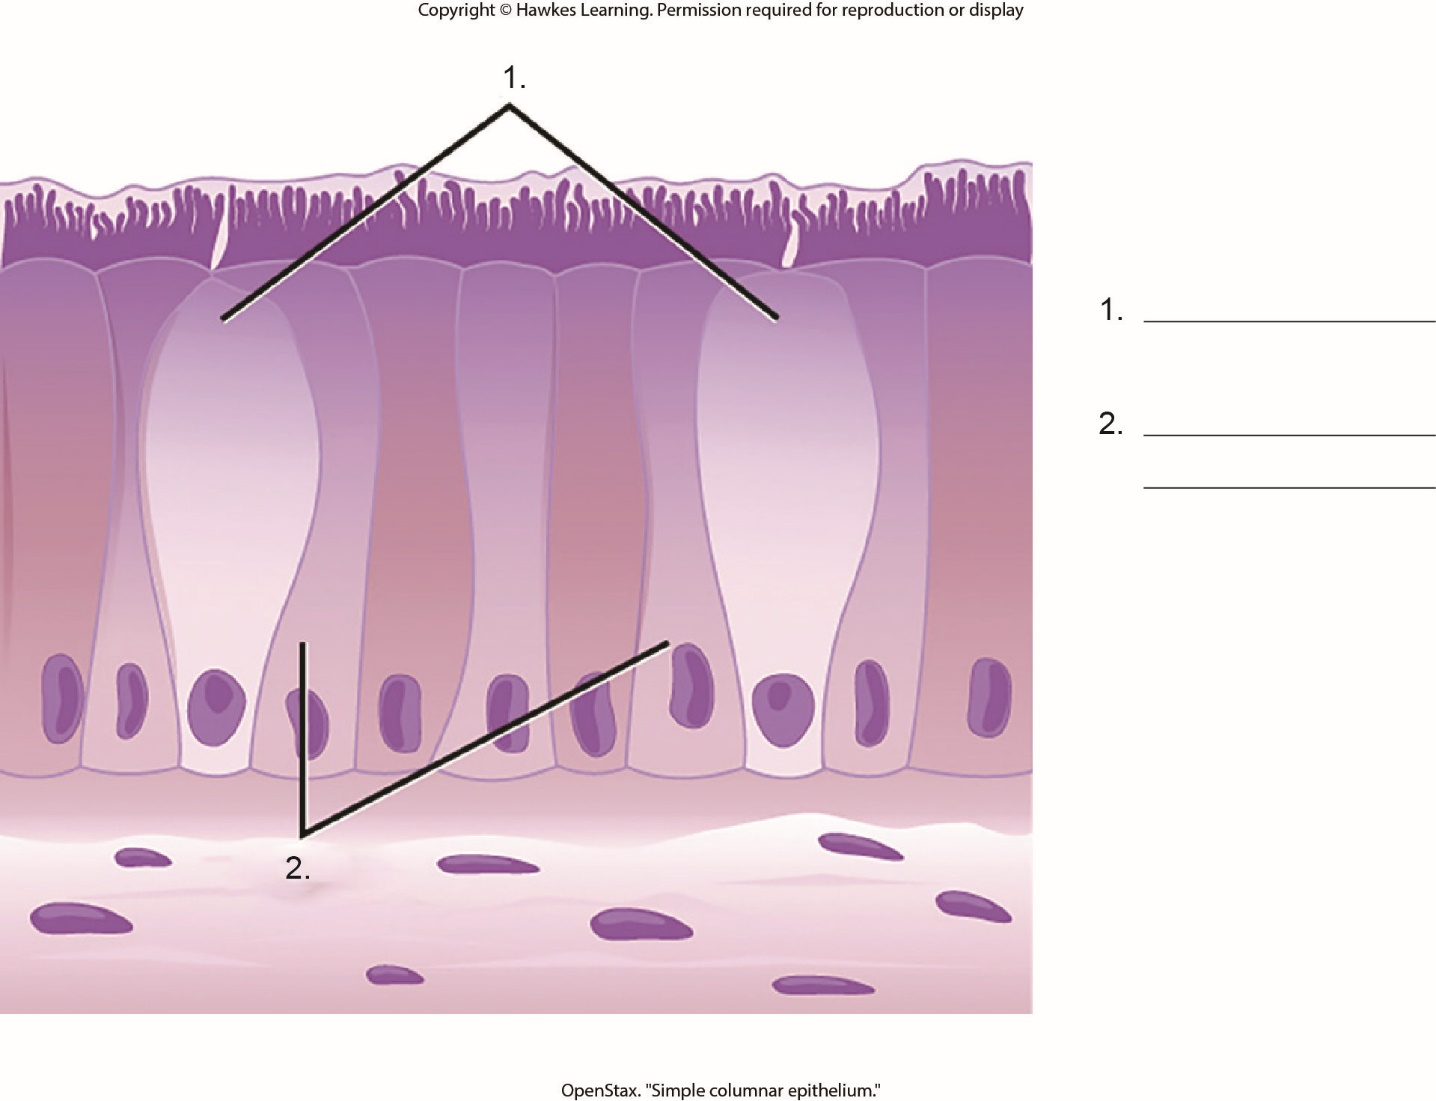 Copyright © Hawkes Learning. Permission required for reproduction or display
1.
1.
2.
2.
OpenStax. "Simple columnar epithelium."